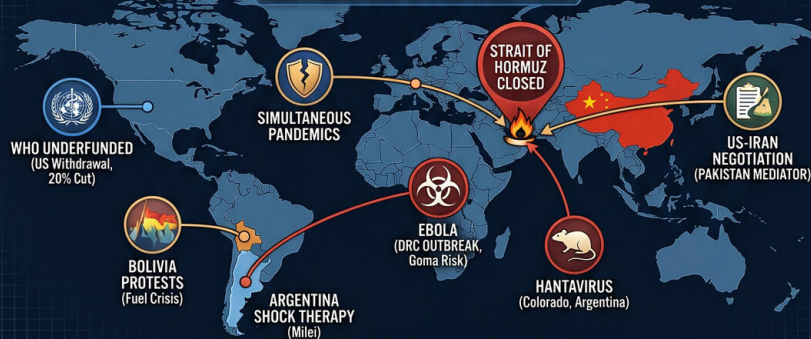 STRAIT OF
HORMUZ
CLOSED
SIMULTANEOUS
PANDEMICS
WHO UNDERFUNDED
(US Withdrawal,
20% Cut)
US-IRAN
NEGOTIATION
(PAKISTAN MEDIATOR)
EBOLA
(DRC OUTBREAK,
Goma Risk)
BOLIVIA
PROTESTS
(Fuel Crisis)
ARGENTINA
SHOCK THERAPY
(Milei)
HANTAVIRUS
(Colorado, Argentina)